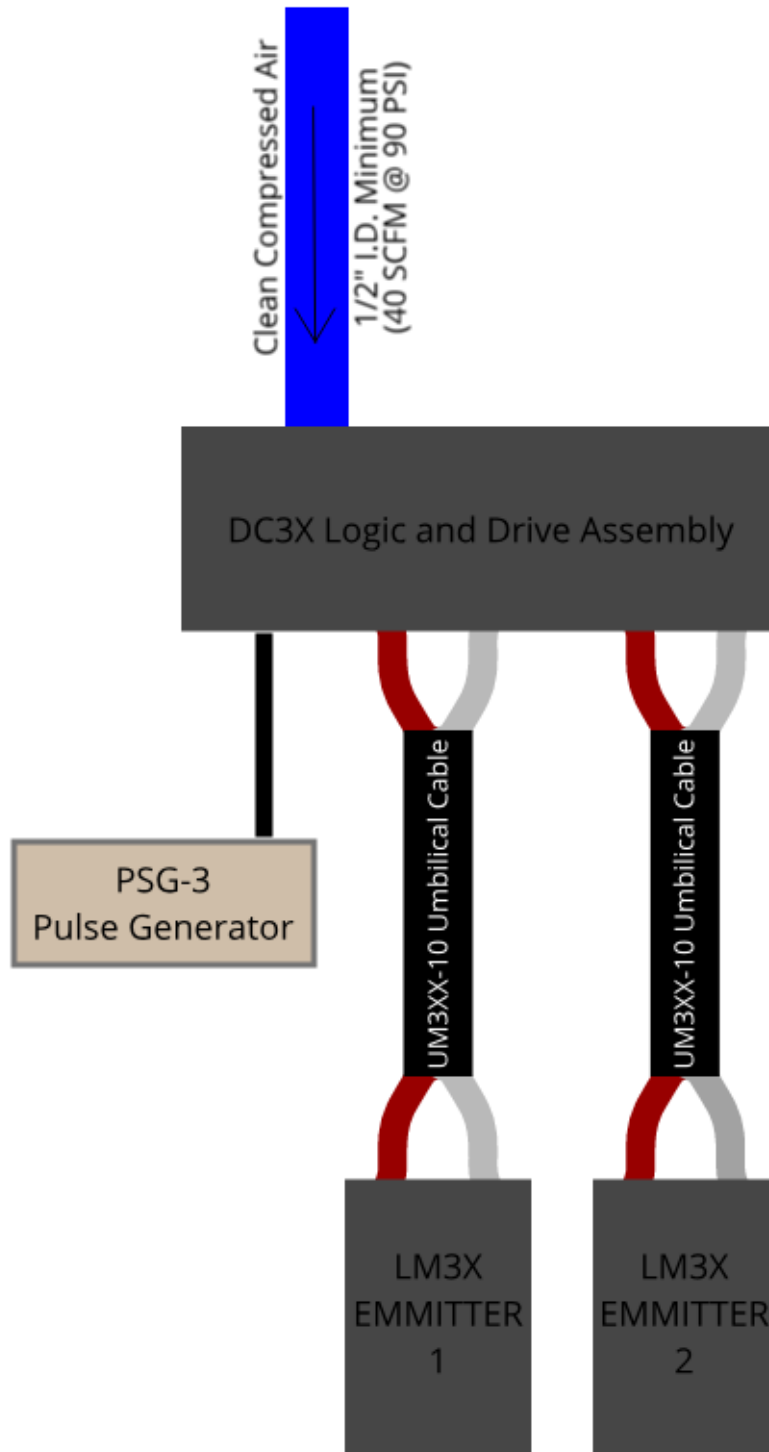 Clean Compressed Air
1/2" I.D. Minimum
(40 SCFM @ 90 PSI)
DC3X Logic and Drive Assembly
PSG-3
Pulse Generator
UM3XX-10 Umbilical Cable
UM3XX-10 Umbilical Cable
LM3X
EMMITTER
1
LM3X
EMMITTER
2